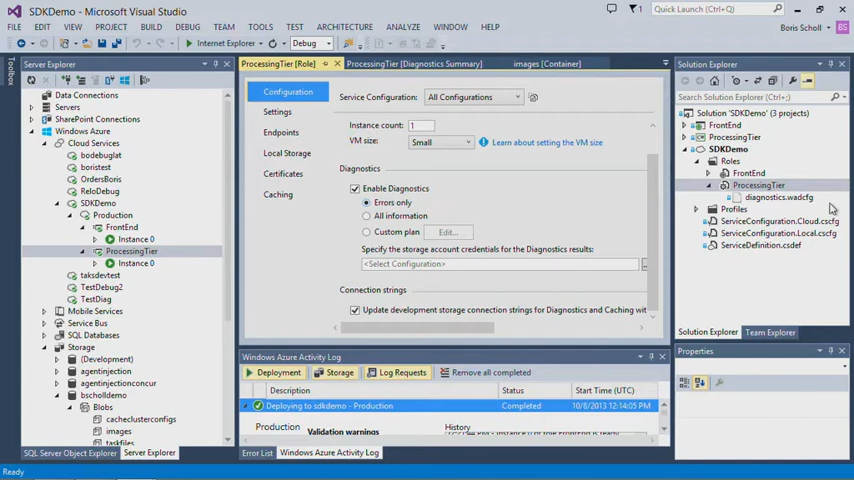 SDKDemo - Microsoft Visual Studio
Quick Launch (Ctrl+Q)
FILE EDIT VIEW PROJECT BUILD DEBUG TEAM TOOLS TEST ARCHITECTURE ANALYZE WINDOW HELP
Boris Scholl
Internet Explorer
Debug
Toolbox
Server Explorer
Data Connections
Servers
SharePoint Connections
Windows Azure
Cloud Services
bodebuglat
boristest
OrdersBoris
ReloDebug
SDKDemo
Production
FrontEnd
Instance 0
ProcessingTier
Instance 0
taksdevtest
TestDebug2
TestDiag
Mobile Services
Service Bus
SQL Databases
Storage
(Development)
agentinjection
agentinjectionconcur
bscholldemo
Blobs
cacheclusterconfigs
images
taskfiles
SQL Server Object Explorer
Server Explorer
ProcessingTier [Role]
ProcessingTier [Diagnostics Summary]
images [Container]
Configuration
Settings
Endpoints
Local Storage
Certificates
Caching
Service Configuration:
All Configurations
Instance count:
1
VM size:
Small
Learn about setting the VM size
Diagnostics
Enable Diagnostics
Errors only
All information
Custom plan
Edit...
Specify the storage account credentials for the Diagnostics results:
<Select Configuration>
...
Connection strings
Update development storage connection strings for Diagnostics and Caching wit
Windows Azure Activity Log
Deployment
Storage
Log Requests
Remove all completed
Description
Status
Start Time (UTC)
Deploying to sdkdemo - Production
Completed
10/8/2013 12:14:05 PM
Production
History
Validation warnings
Error List
Windows Azure Activity Log
Solution Explorer
Search Solution Explorer (Ctrl+;)
Solution 'SDKDemo' (3 projects)
FrontEnd
ProcessingTier
SDKDemo
Roles
FrontEnd
ProcessingTier
diagnostics.wadcfg
Profiles
ServiceConfiguration.Cloud.cscfg
ServiceConfiguration.Local.cscfg
ServiceDefinition.csdef
Solution Explorer
Team Explorer
Properties
Ready